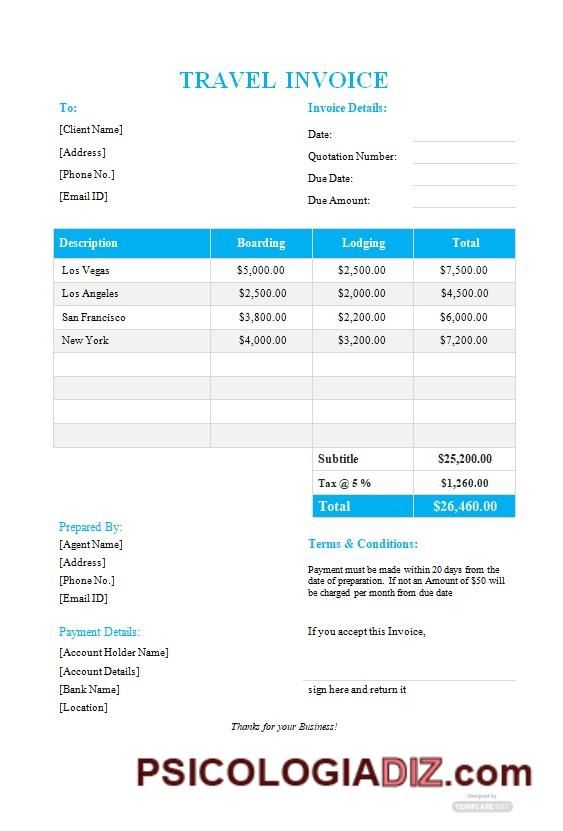 TRAVEL INVOICE
To:
[Client Name]
[Address]
[Phone No.]
[Email ID]
Invoice Details:
Date:
Quotation Number:
Due Date:
Due Amount:
Description Boarding Lodging Total
Los Vegas $5,000.00 $2,500.00 $7,500.00
Los Angeles $2,500.00 $2,000.00 $4,500.00
San Francisco $3,800.00 $2,200.00 $6,000.00
New York $4,000.00 $3,200.00 $7,200.00
Subtitle $25,200.00
Tax @ 5 % $1,260.00
Total $26,460.00
Prepared By:
[Agent Name]
[Address]
[Phone No.]
[Email ID]
Terms & Conditions:
Payment must be made within 20 days from the
date of preparation. If not an Amount of $50 will
be charged per month from due date
Payment Details:
[Account Holder Name]
[Account Details]
[Bank Name]
[Location]
If you accept this Invoice,
sign here and return it
Thanks for your Business!
PSICOLOGIADIZ.com
Designed by
TEMPLATE.NET